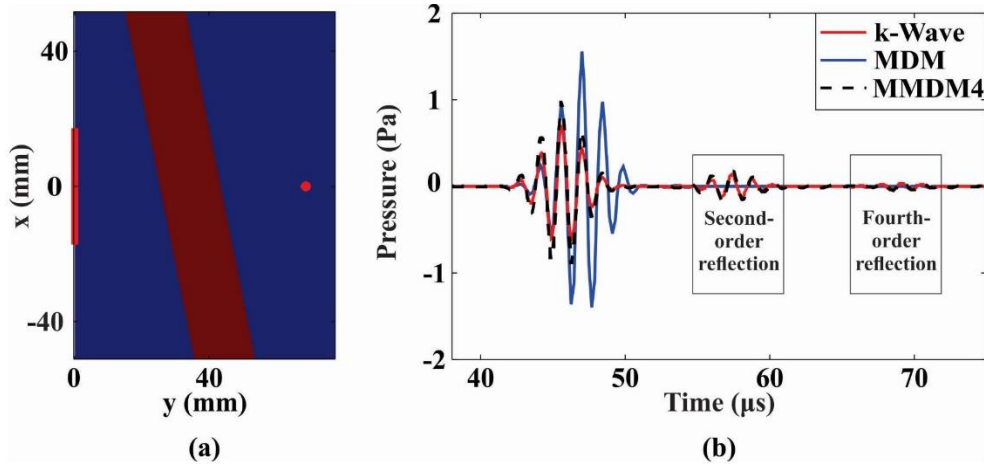 40
0
-40
x (mm)
0
40
y (mm)
(a)
2
1
0
-1
-2
Pressure (Pa)
k-Wave
MDM
MMDM4
Second-
order
reflection
Fourth-
order
reflection
40
50
60
70
Time (μs)
(b)